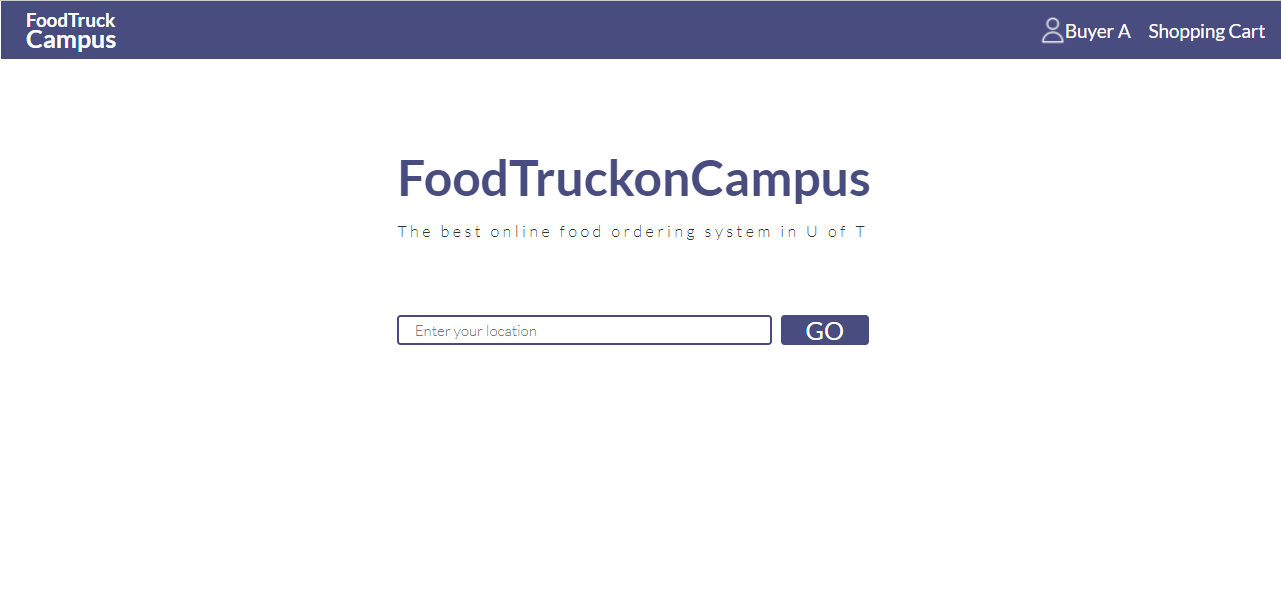 FoodTruck
Campus
Buyer A
Shopping Cart
FoodTruckonCampus
The best online food ordering system in U of T
Enter your location
GO